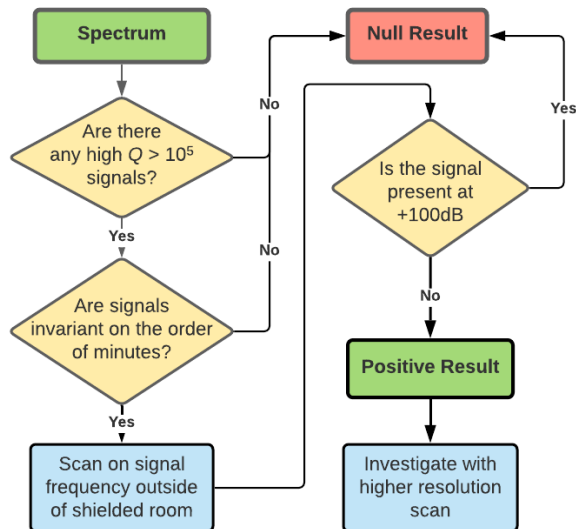 Spectrum
Null Result
No
Yes
Are there
any high Q > 10⁵
signals?
Is the signal
present at
+100dB
Yes
No
Are signals
invariant on the order
of minutes?
No
Positive Result
Yes
Scan on signal
frequency outside
of shielded room
Investigate with
higher resolution
scan